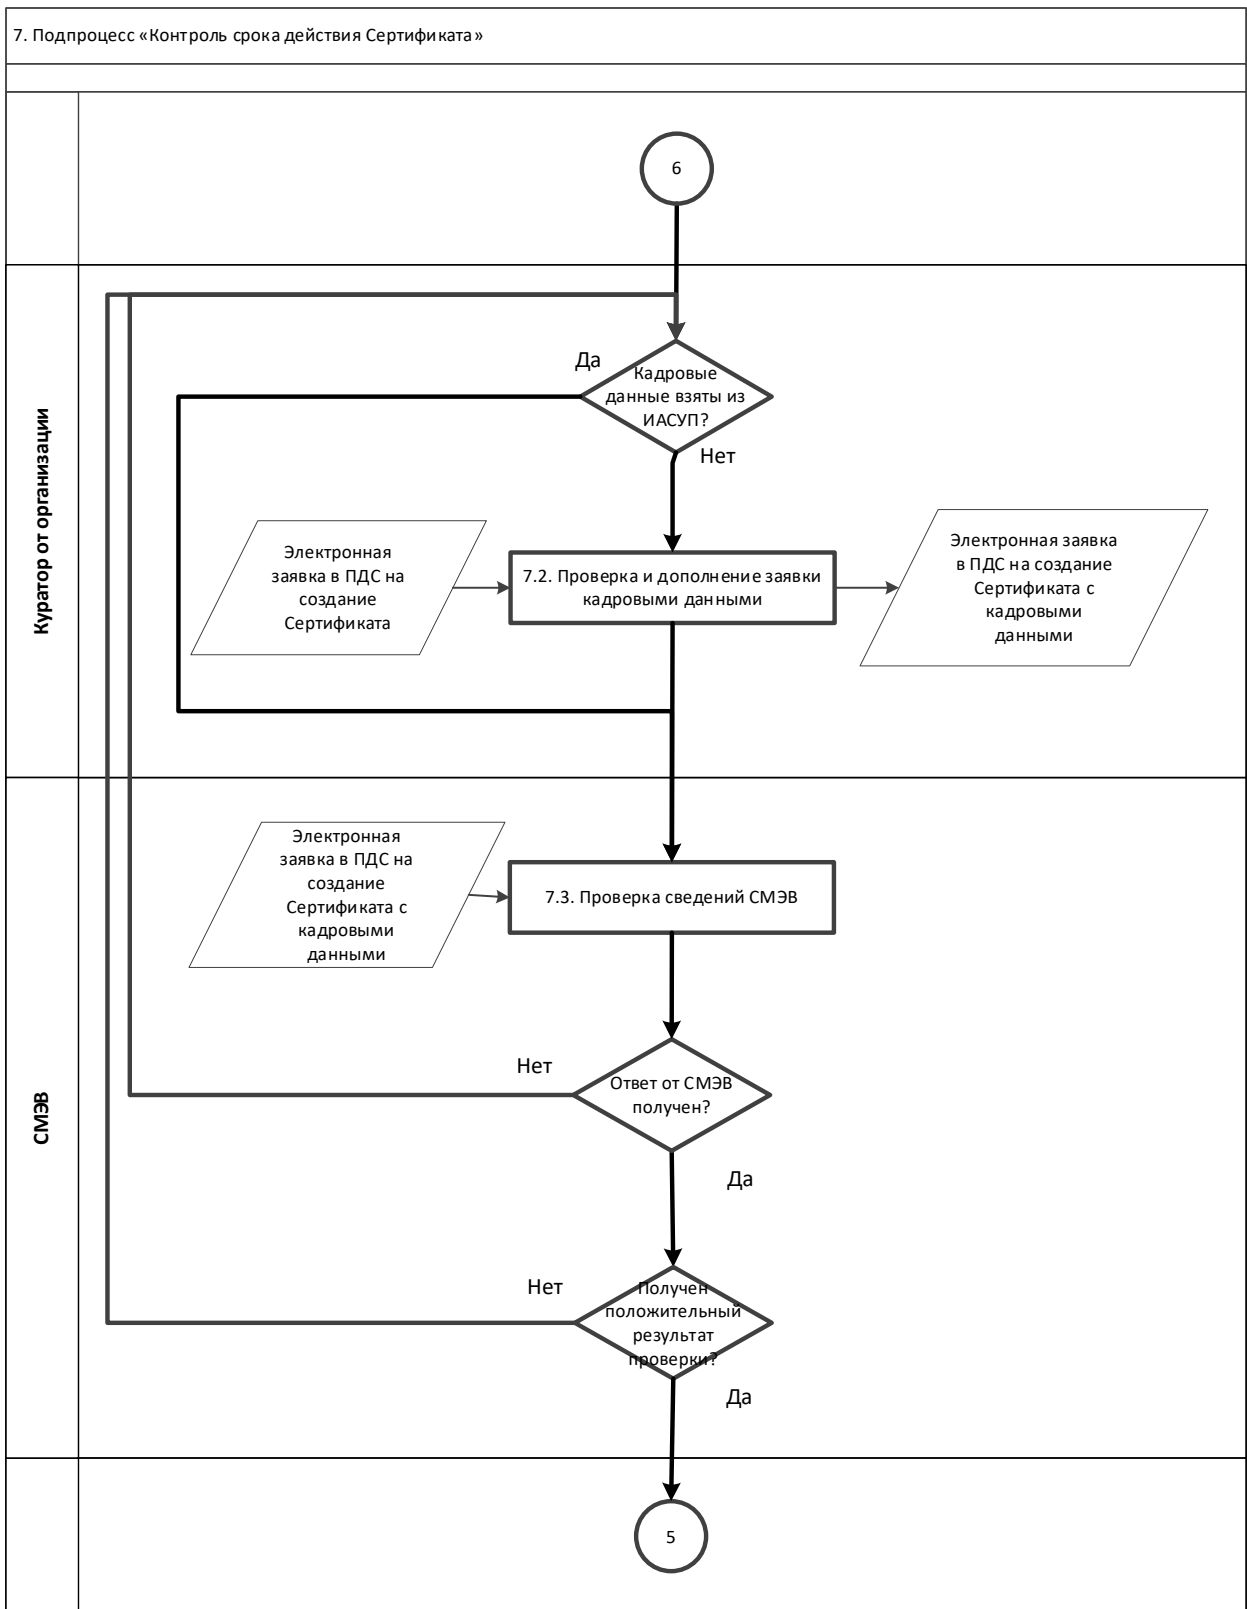 7. Подпроцесс «Контроль срока действия Сертификата»
6
Куратор от организации
Да
Кадровые
данные взяты из
ИАСУП?
Нет
Электронная
заявка в ПДС на
создание
Сертификата
7.2. Проверка и дополнение заявки
кадровыми данными
Электронная заявка
в ПДС на создание
Сертификата с
кадровыми
данными
СМЭВ
Электронная
заявка в ПДС на
создание
Сертификата с
кадровыми
данными
7.3. Проверка сведений СМЭВ
Нет
Ответ от СМЭВ
получен?
Да
Нет
Получен
положительный
результат
проверки?
Да
5